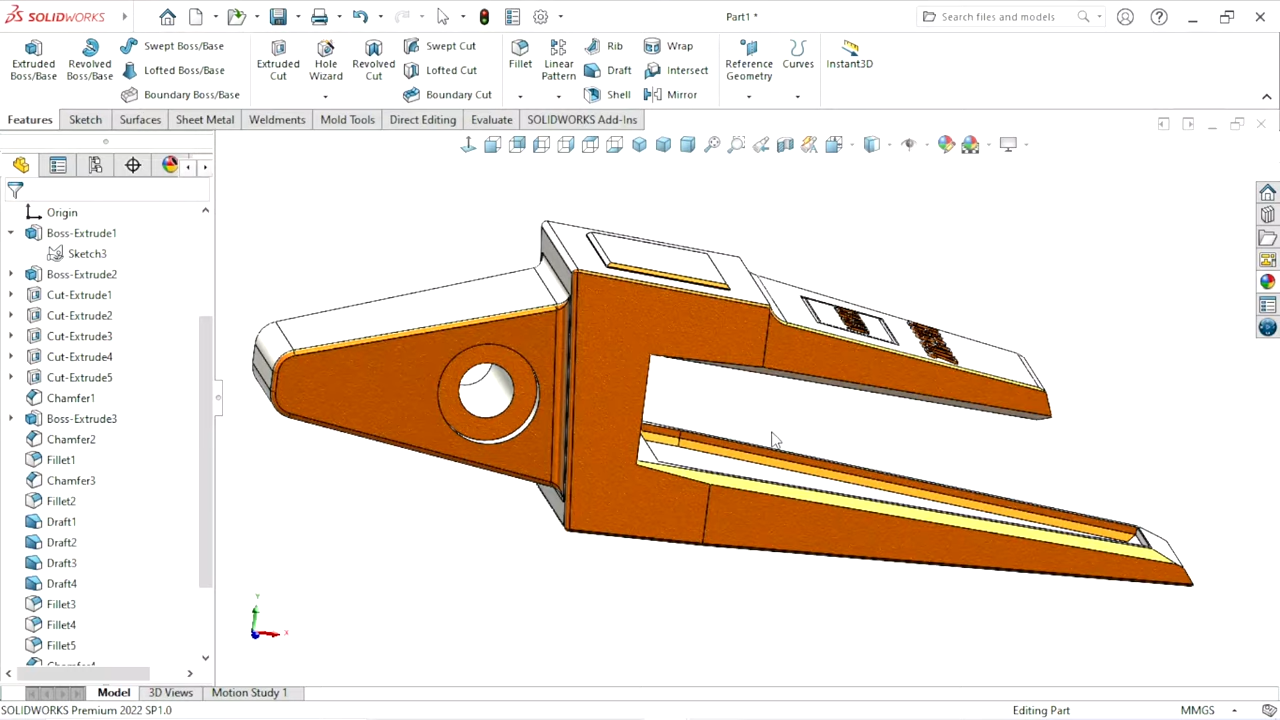 SOLIDWORKS
Part1 *
Search files and models
Extruded Boss/Base
Revolved Boss/Base
Swept Boss/Base
Lofted Boss/Base
Boundary Boss/Base
Extruded Cut
Hole Wizard
Revolved Cut
Swept Cut
Lofted Cut
Boundary Cut
Fillet
Linear Pattern
Rib
Draft
Shell
Wrap
Intersect
Mirror
Reference Geometry
Curves
Instant3D
Features
Sketch
Surfaces
Sheet Metal
Weldments
Mold Tools
Direct Editing
Evaluate
SOLIDWORKS Add-Ins
Origin
Boss-Extrude1
Sketch3
Boss-Extrude2
Cut-Extrude1
Cut-Extrude2
Cut-Extrude3
Cut-Extrude4
Cut-Extrude5
Chamfer1
Boss-Extrude3
Chamfer2
Fillet1
Chamfer3
Fillet2
Draft1
Draft2
Draft3
Draft4
Fillet3
Fillet4
Fillet5
Chamfer4
Y
X
Model
3D Views
Motion Study 1
SOLIDWORKS Premium 2022 SP1.0
Editing Part
MMGS